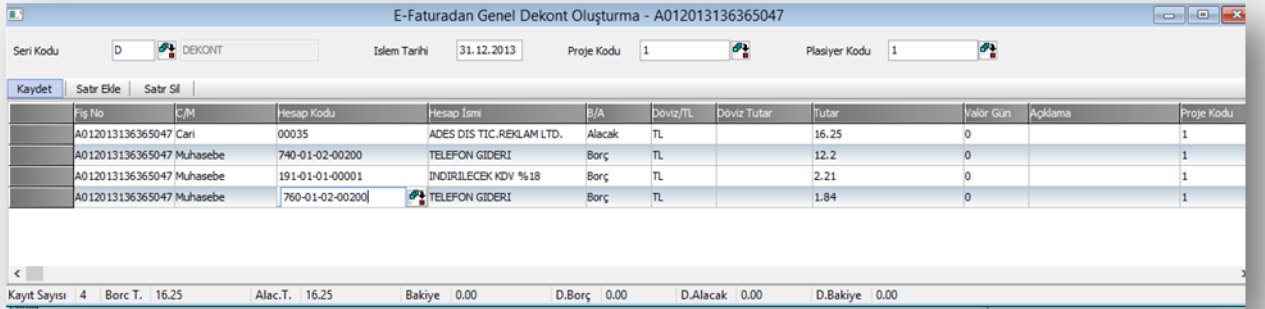 E-Faturadan Genel Dekont Oluşturma - A012013136365047
Seri Kodu D DEKONT Islem Tarihi 31.12.2013 Proje Kodu 1 Plasiyer Kodu 1
Kaydet Satır Ekle Satır Sil
Fiş No C/M Hesap Kodu Hesap İsmi B/A Döviz/TL Döviz Tutar Tutar Valör Gün Açıklama Proje Kodu
A012013136365047 Cari 00035 ADES DIS TIC.REKLAM LTD. Alacak TL 16.25 0 1
A012013136365047 Muhasebe 740-01-02-00200 TELEFON GIDERI Borç TL 12.2 0 1
A012013136365047 Muhasebe 191-01-01-00001 INDIRILECEK KDV %18 Borç TL 2.21 0 1
A012013136365047 Muhasebe 760-01-02-00200 TELEFON GIDERI Borç TL 1.84 0 1
Kayıt Sayısı 4 Borc T. 16.25 Alac.T. 16.25 Bakiye 0.00 D.Borç 0.00 D.Alacak 0.00 D.Bakiye 0.00